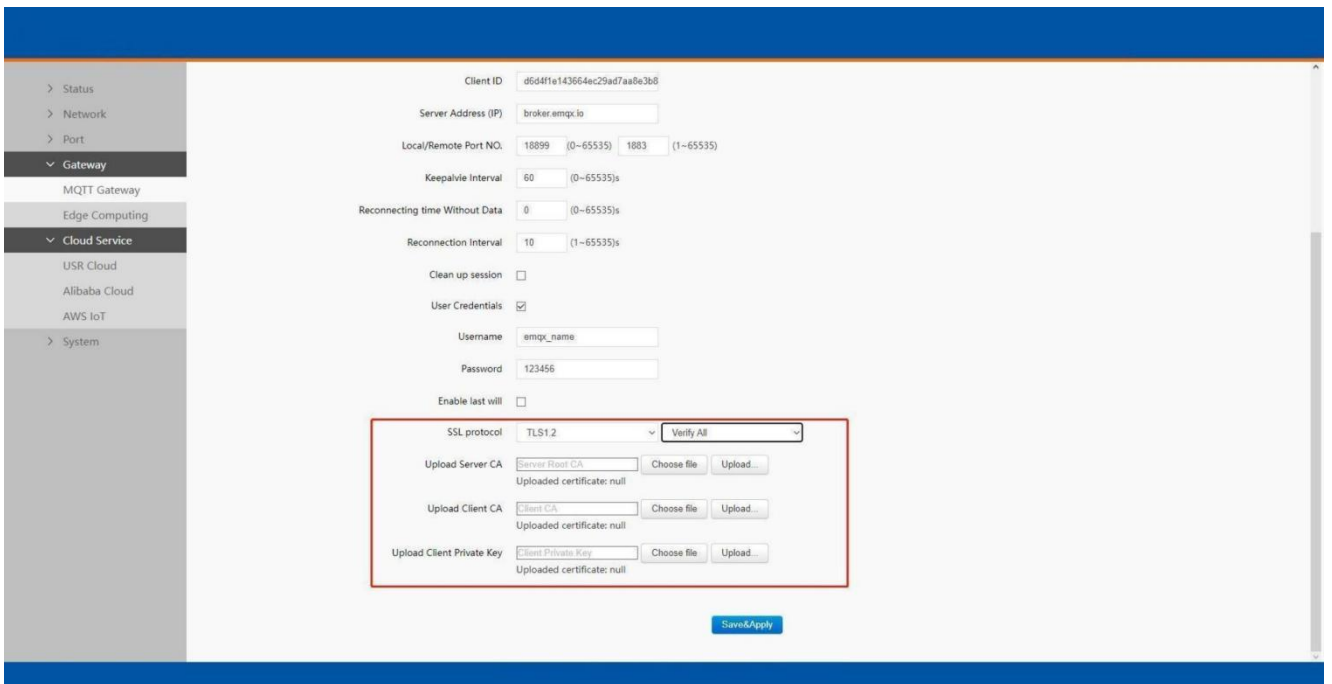 Status
Network
Port
Gateway
MQTT Gateway
Edge Computing
Cloud Service
USR Cloud
Alibaba Cloud
AWS IoT
System
Client ID d6d4f1e143664ec29ad7aa8e3b8
Server Address (IP) broker.emqx.io
Local/Remote Port NO. 18899 (0~65535) 1883 (1~65535)
Keepalvie Interval 60 (0~65535)s
Reconnecting time Without Data 0 (0~65535)s
Reconnection Interval 10 (1~65535)s
Clean up session
User Credentials
Username emqx_name
Password 123456
Enable last will
SSL protocol TLS1.2 Verify All
Upload Server CA Server Root CA Choose file Upload...
Uploaded certificate: null
Upload Client CA Client CA Choose file Upload...
Uploaded certificate: null
Upload Client Private Key Client Private Key Choose file Upload...
Uploaded certificate: null
Save&Apply